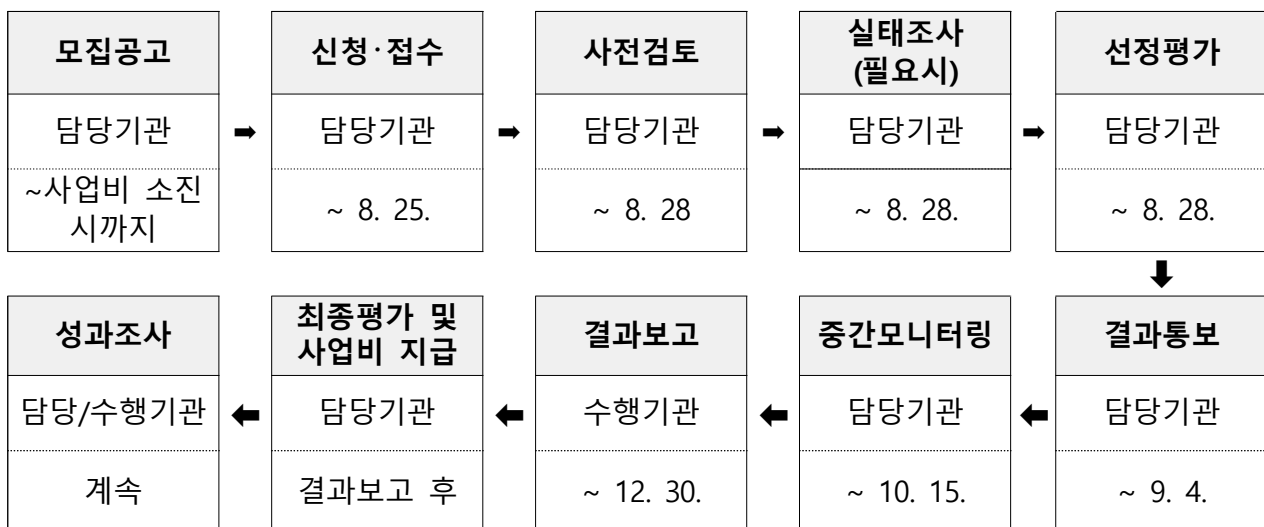 모집공고
담당기관
~사업비 소진
시까지
➡
신청·접수
담당기관
~ 8. 25.
➡
사전검토
담당기관
~ 8. 28
➡
실태조사
(필요시)
담당기관
~ 8. 28.
➡
선정평가
담당기관
~ 8. 28.
⬇
결과통보
담당기관
~ 9. 4.
⬅
중간모니터링
담당기관
~ 10. 15.
⬅
결과보고
수행기관
~ 12. 30.
⬅
최종평가 및
사업비 지급
담당기관
결과보고 후
⬅
성과조사
담당/수행기관
계속